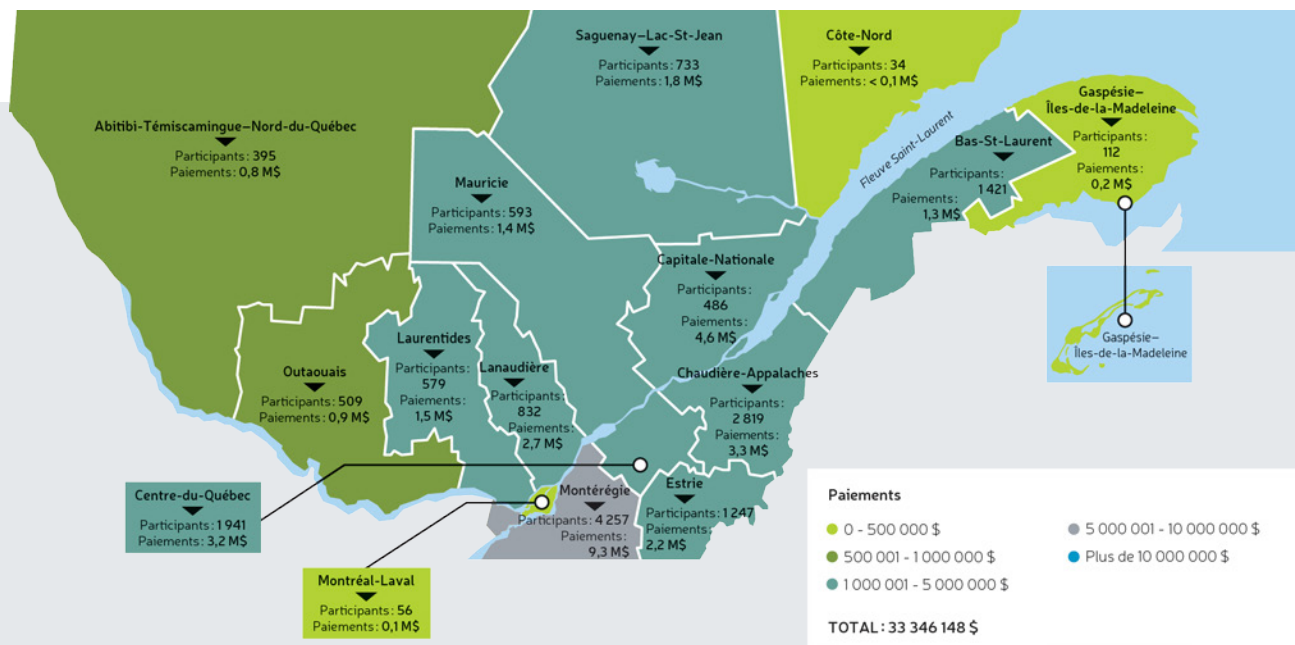 Saguenay–Lac-St-Jean
Participants : 733
Paiements : 1,8 M$
Côte-Nord
Participants : 34
Paiements : < 0,1 M$
Gaspésie–
Îles-de-la-Madeleine
Participants :
112
Paiements :
0,2 M$
Abitibi-Témiscamingue–Nord-du-Québec
Participants : 395
Paiements : 0,8 M$
Fleuve Saint-Laurent
Bas-St-Laurent
Participants :
1 421
Paiements :
1,3 M$
Mauricie
Participants : 593
Paiements : 1,4 M$
Capitale-Nationale
Participants :
486
Paiements :
4,6 M$
Gaspésie–
Îles-de-la-Madeleine
Laurentides
Participants :
579
Paiements :
1,5 M$
Lanaudière
Participants :
832
Paiements :
2,7 M$
Outaouais
Participants : 509
Paiements : 0,9 M$
Chaudière-Appalaches
Participants :
2 819
Paiements :
3,3 M$
Centre-du-Québec
Participants : 1 941
Paiements : 3,2 M$
Montérégie
Participants : 4 257
Paiements :
9,3 M$
Estrie
Participants : 1 247
Paiements :
2,2 M$
Montréal-Laval
Participants : 56
Paiements : 0,1 M$
Paiements
0 - 500 000 $
500 001 - 1 000 000 $
1 000 001 - 5 000 000 $
5 000 001 - 10 000 000 $
Plus de 10 000 000 $
TOTAL : 33 346 148 $